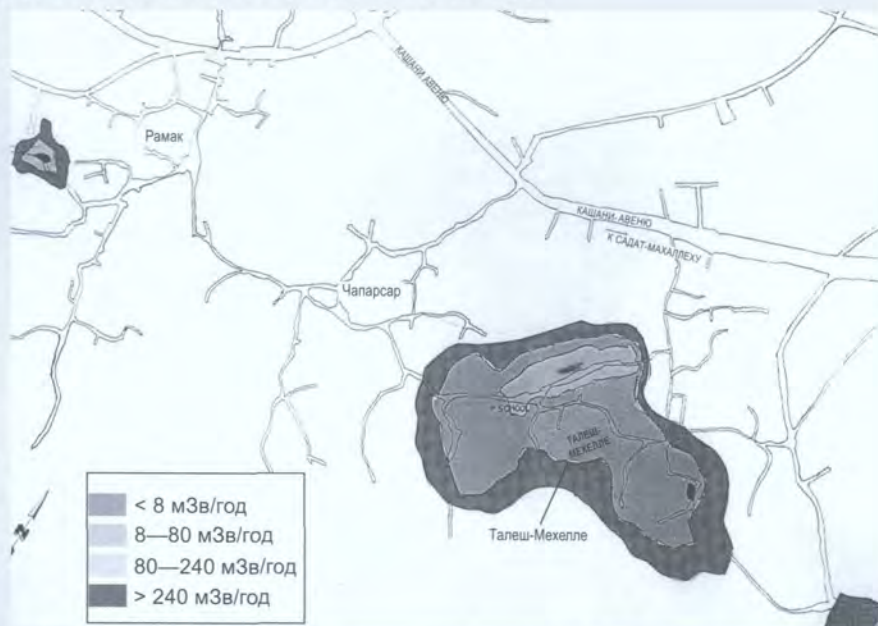 КАШАНИ АВЕНЮ
Рамак
КАШАНИ-АВЕНЮ
К САДАТ-МАХАЛЛЕХУ
Чапарсар
SCHOOL
ТАЛЕШ-
МЕХЕЛЛЕ
Талеш-Мехелле
N
< 8 мЗв/год
8—80 мЗв/год
80—240 мЗв/год
> 240 мЗв/год